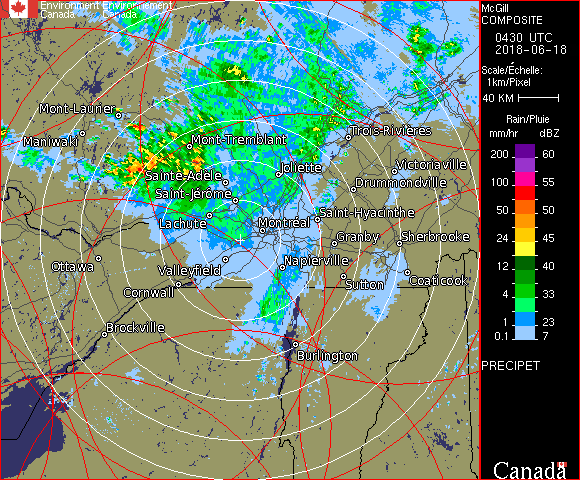 Environment Environnement
Canada Canada
McGill
COMPOSITE
0430 UTC
2018-06-18
Scale/Échelle:
1km/Pixel
40 KM
Rain/Pluie
mm/hr dBZ
200 60
100 55
50 50
24 45
12 40
4 33
1 23
0.1 7
PRECIPET
Canada
Mont-Laurier
Maniwaki
Mont-Tremblant
Trois-Rivières
Sainte-Adèle
Joliette
Victoriaville
Saint-Jérôme
Drummondville
Lachute
Montréal
Saint-Hyacinthe
Granby
Sherbrooke
Ottawa
Valleyfield
Napierville
Cornwall
Sutton
Coaticook
Brockville
Burlington